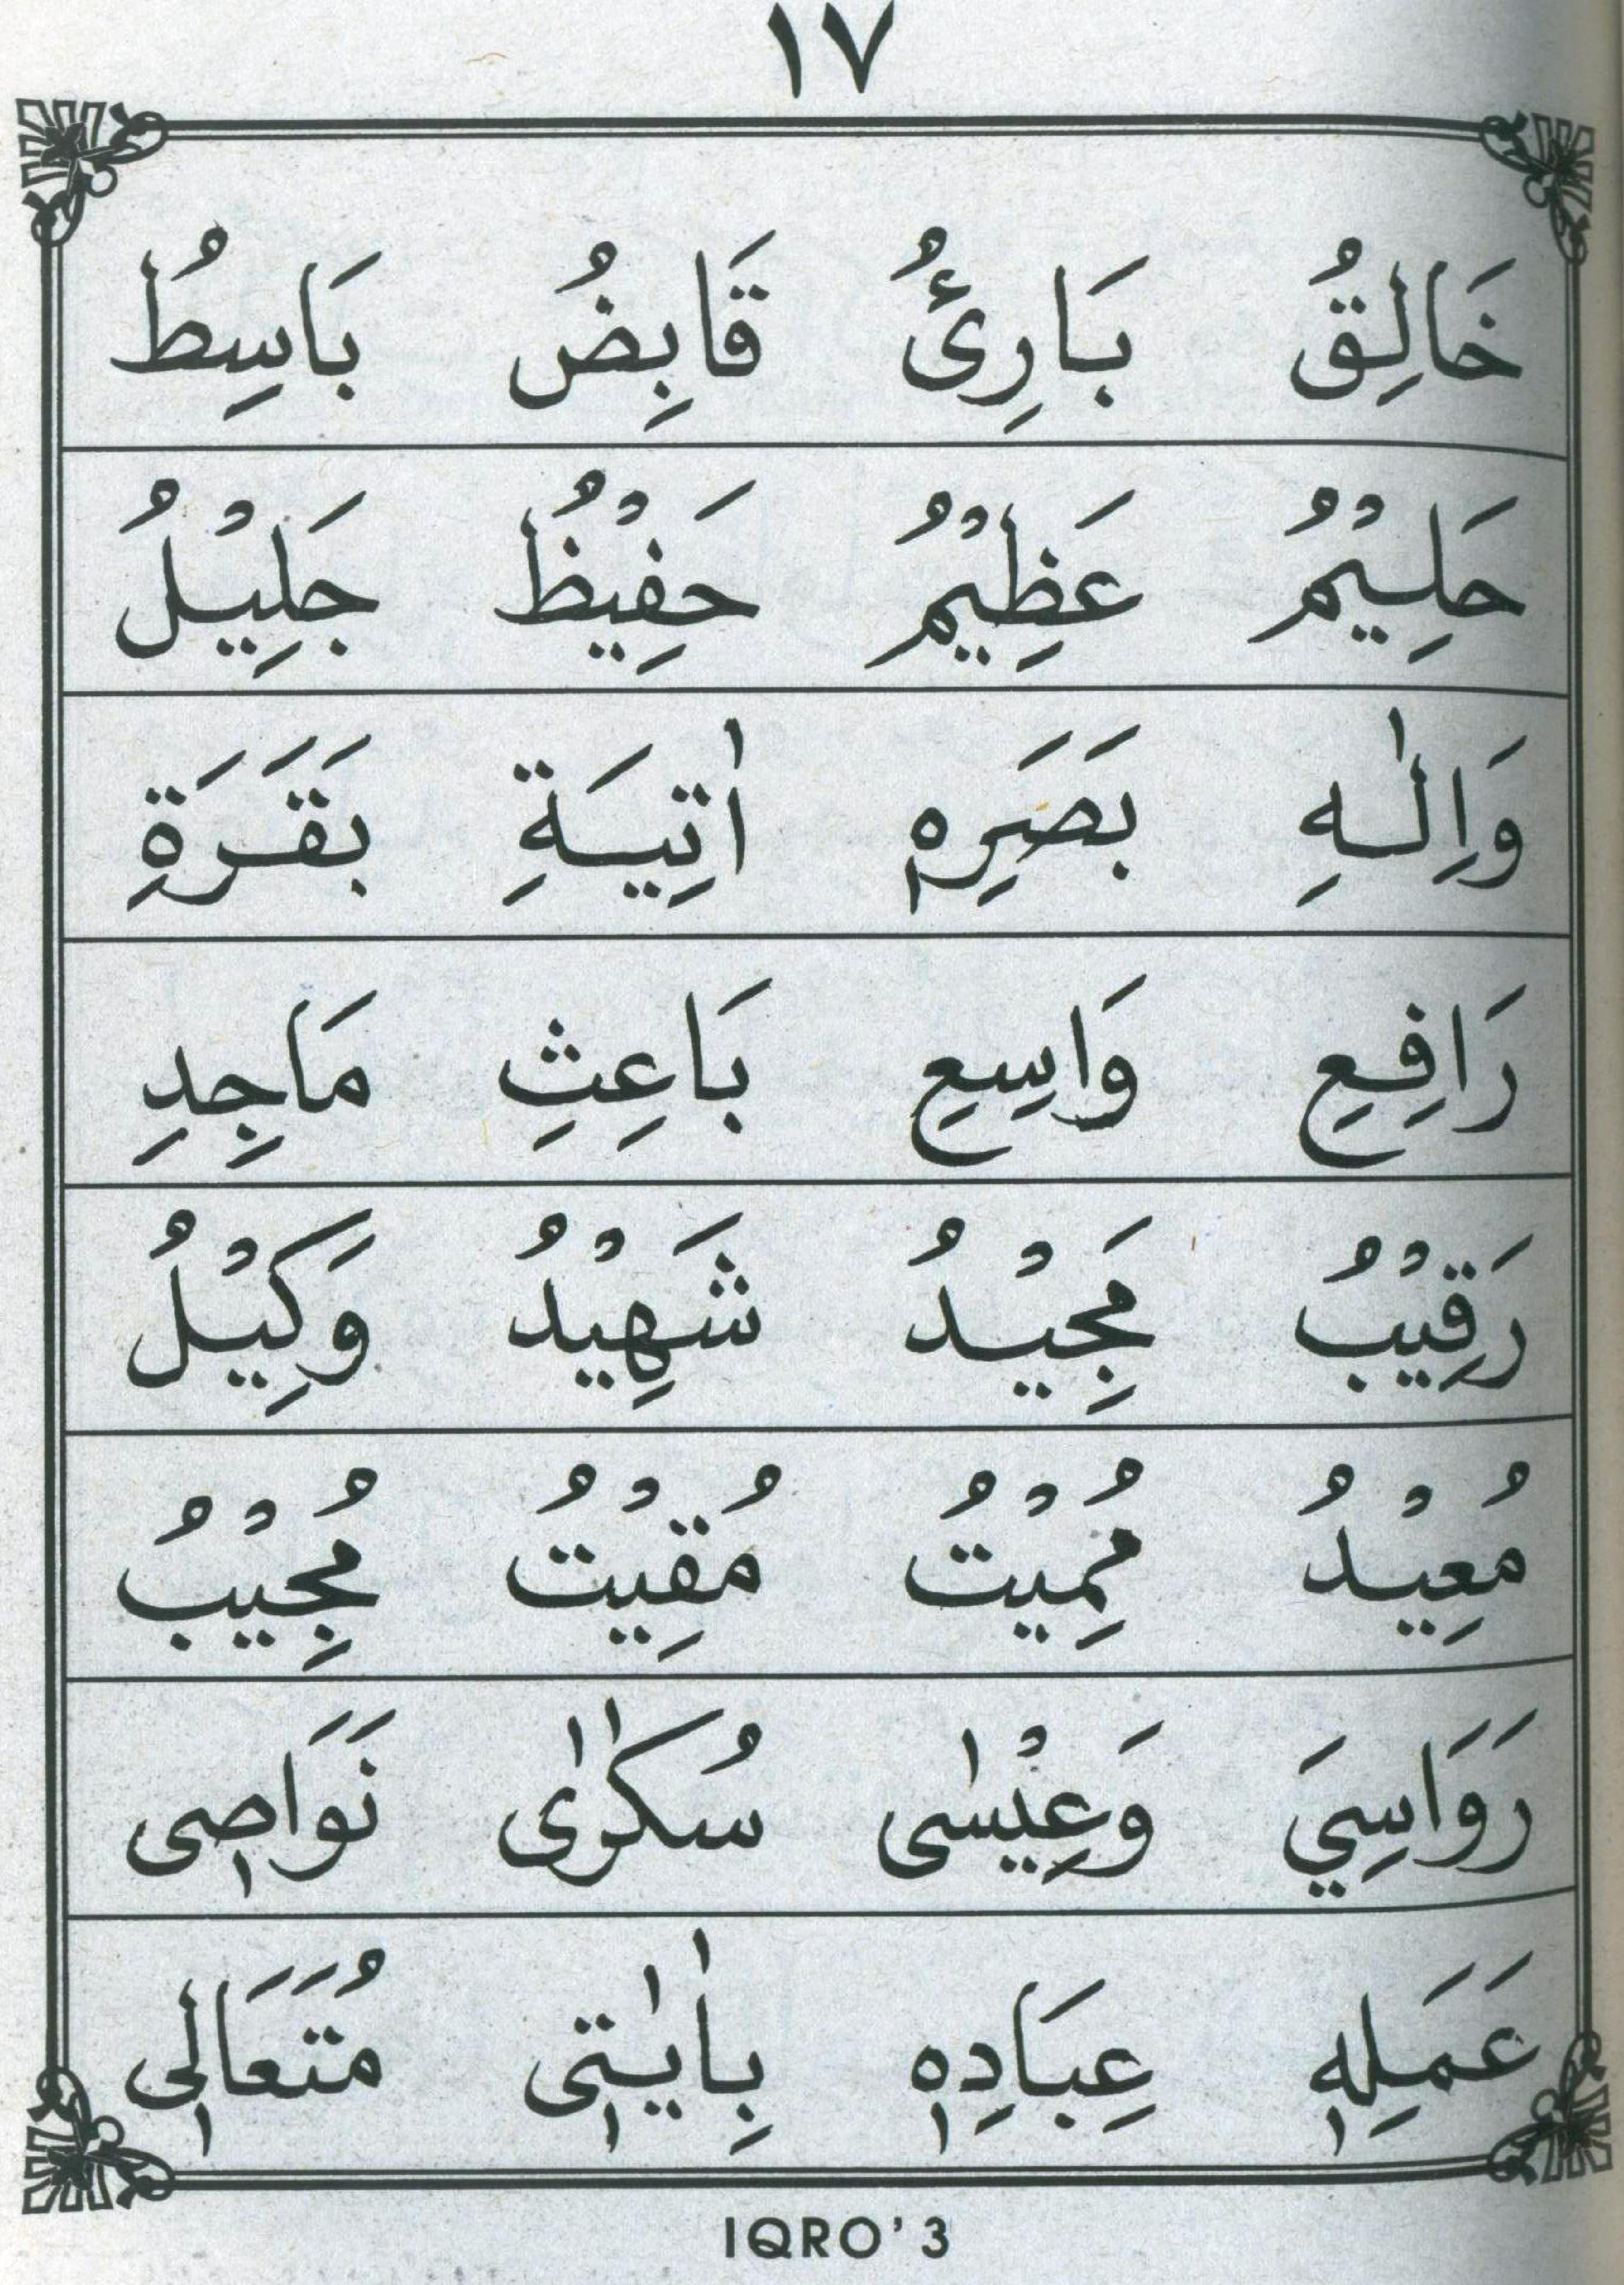 ١٧
خَالِقُ بَارِئُ قَابِضُ بَاسِطُ
حَلِيْمُ عَظِيْمُ حَفِيْظُ جَلِيْلُ
وَاِلٰهِ بَصَرِهٖ اٰتِيَةِ بَقَرَةِ
رَافِعِ وَاسِعِ بَاعِثِ مَاجِدِ
رَقِيْبُ مَجِيْدُ شَهِيْدُ وَكِيْلُ
مُعِيْدُ مُمِيْتُ مُقِيْتُ مُجِيْبُ
رَوَاسِيَ وَعِيْسٰى سُكٰرٰى نَوَاصِٖى
عَمَلِهٖ عِبَادِهٖ بِاٰيٰتِٖى مُتَعَالِٖى
IQRO' 3